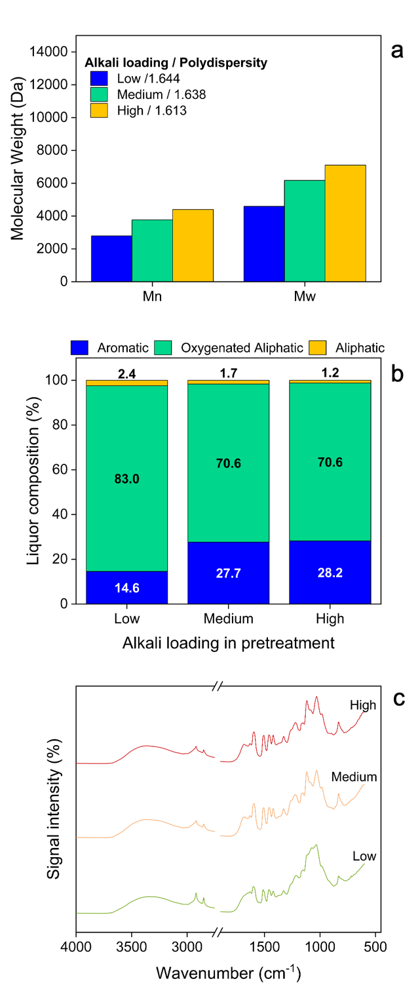 a
14000
12000
10000
8000
6000
4000
2000
0
Molecular Weight (Da)
Alkali loading / Polydispersity
Low /1.644
Medium / 1.638
High / 1.613
Mn Mw
Aromatic Oxygenated Aliphatic Aliphatic
b
100
80
60
40
20
0
Liquor composition (%)
2.4 1.7 1.2
83.0 70.6 70.6
14.6 27.7 28.2
Low Medium High
Alkali loading in pretreatment
c
Signal intensity (%)
High
Medium
Low
4000 3500 3000 1500 1000 500
Wavenumber (cm-1)